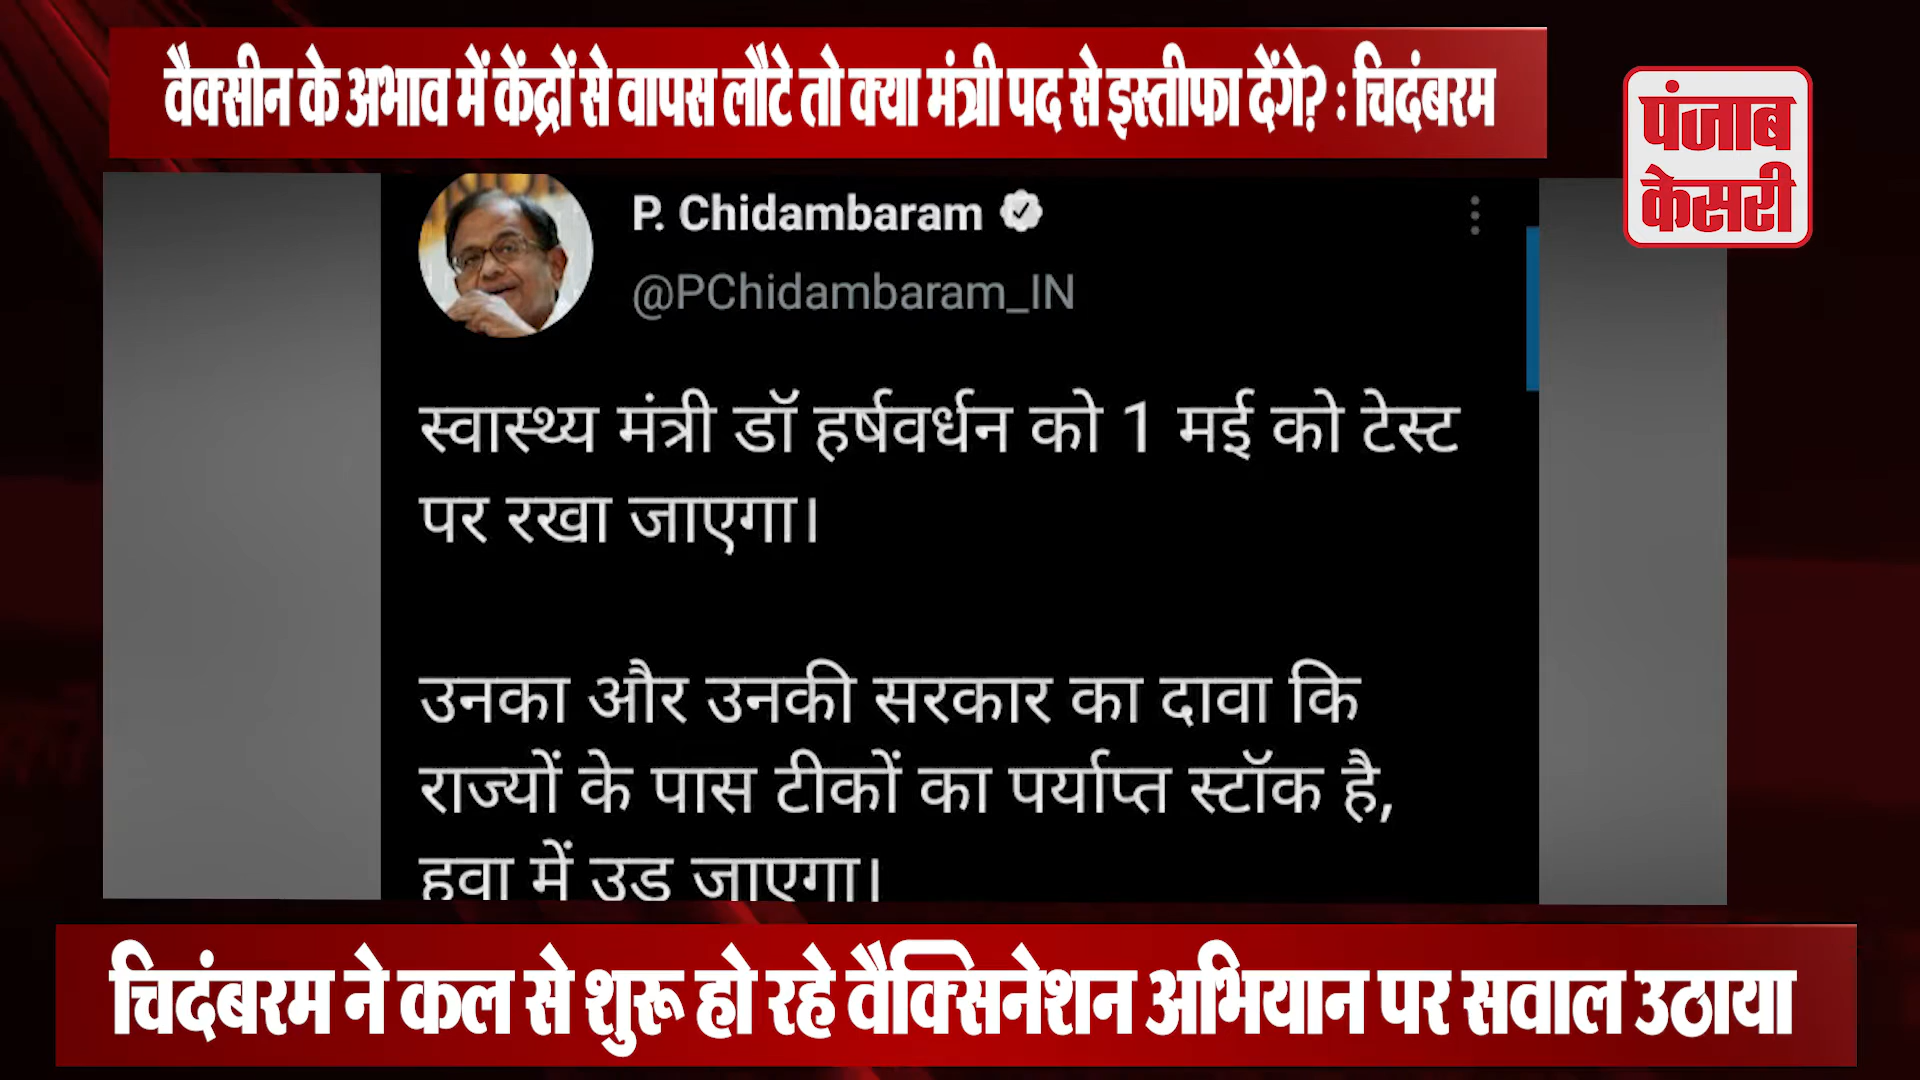 वैक्सीन के अभाव में केंद्रों से वापस लौटे तो क्या मंत्री पद से इस्तीफा देंगे? : चिदंबरम
पंजाब
केसरी
P. Chidambaram
@PChidambaram_IN
स्वास्थ्य मंत्री डॉ हर्षवर्धन को 1 मई को टेस्ट
पर रखा जाएगा।
उनका और उनकी सरकार का दावा कि
राज्यों के पास टीकों का पर्याप्त स्टॉक है,
हवा में उड़ जाएगा।
चिदंबरम ने कल से शुरू हो रहे वैक्सिनेशन अभियान पर सवाल उठाया